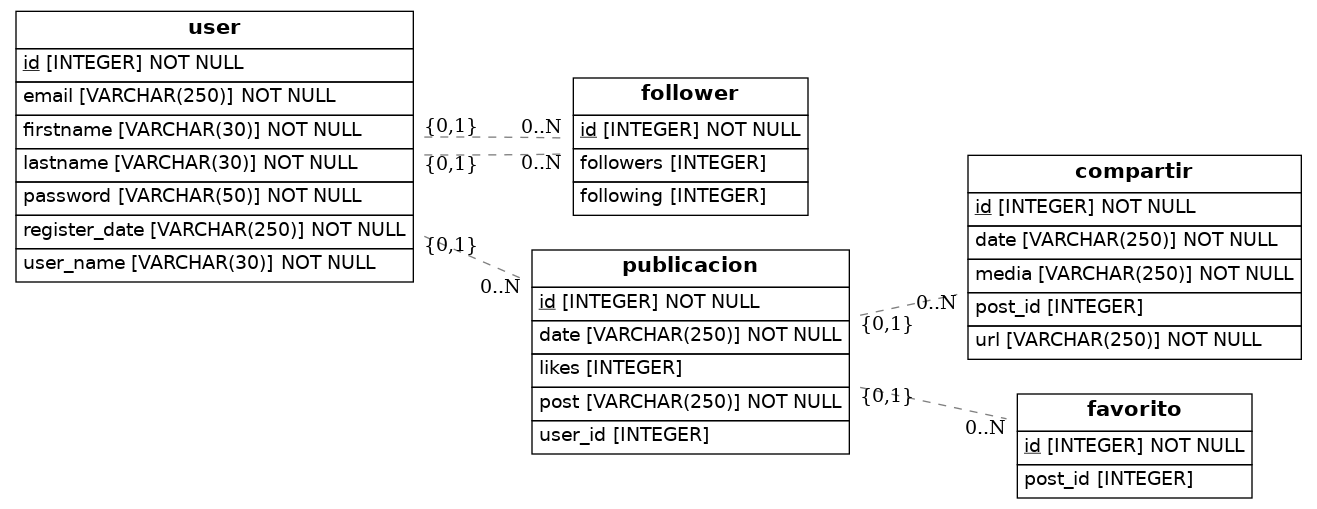 user
id [INTEGER] NOT NULL
email [VARCHAR(250)] NOT NULL
firstname [VARCHAR(30)] NOT NULL
lastname [VARCHAR(30)] NOT NULL
password [VARCHAR(50)] NOT NULL
register_date [VARCHAR(250)] NOT NULL
user_name [VARCHAR(30)] NOT NULL
{0,1}
0..N
{0,1}
0..N
{0,1}
0..N
follower
id [INTEGER] NOT NULL
followers [INTEGER]
following [INTEGER]
publicacion
id [INTEGER] NOT NULL
date [VARCHAR(250)] NOT NULL
likes [INTEGER]
post [VARCHAR(250)] NOT NULL
user_id [INTEGER]
{0,1}
0..N
{0,1}
0..N
compartir
id [INTEGER] NOT NULL
date [VARCHAR(250)] NOT NULL
media [VARCHAR(250)] NOT NULL
post_id [INTEGER]
url [VARCHAR(250)] NOT NULL
favorito
id [INTEGER] NOT NULL
post_id [INTEGER]